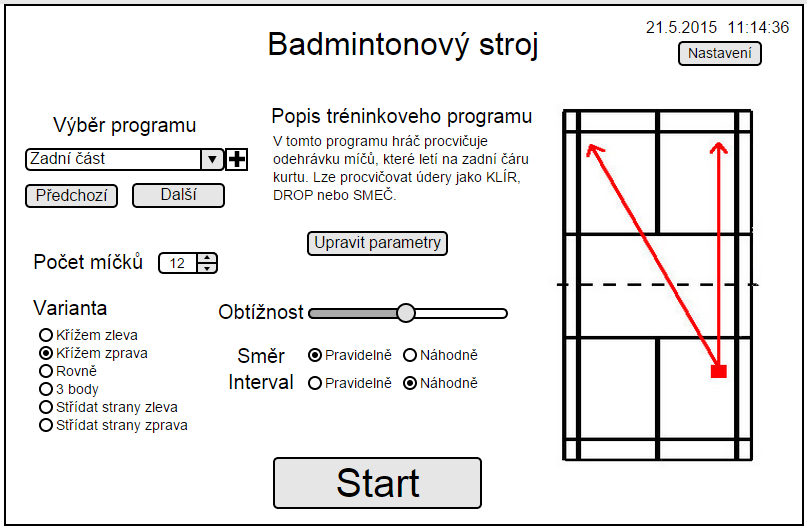 21.5.2015 11:14:36
Badmintonový stroj
Nastavení
Výběr programu
Zadní část
Předchozí
Další
Popis tréninkoveho programu
V tomto programu hráč procvičuje
odehrávku míčů, které letí na zadní čáru
kurtu. Lze procvičovat údery jako KLÍR,
DROP nebo SMEČ.
Upravit parametry
Počet míčků
12
Varianta
Křížem zleva
Křížem zprava
Rovně
3 body
Střídat strany zleva
Střídat strany zprava
Obtížnost
Směr
Pravidelně
Náhodně
Interval
Pravidelně
Náhodně
Start